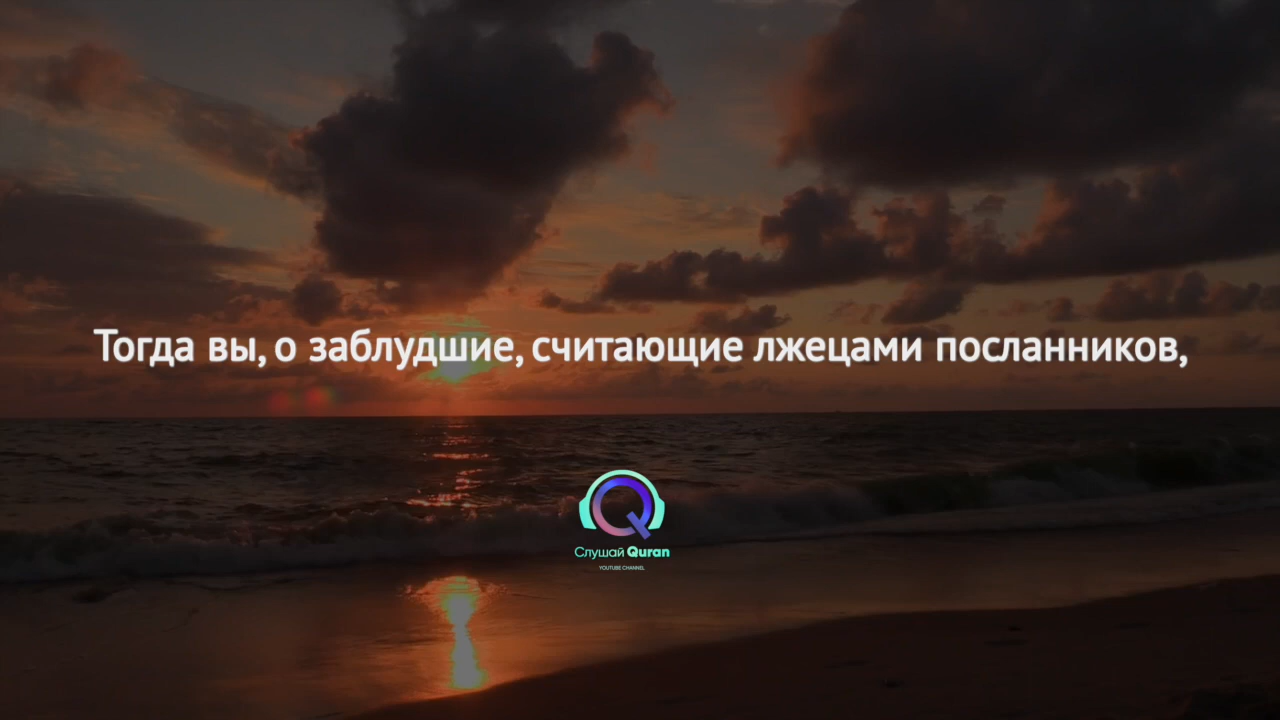 Тогда вы, о заблудшие, считающие лжецами посланников,
Слушай Quran
YOUTUBE CHANNEL